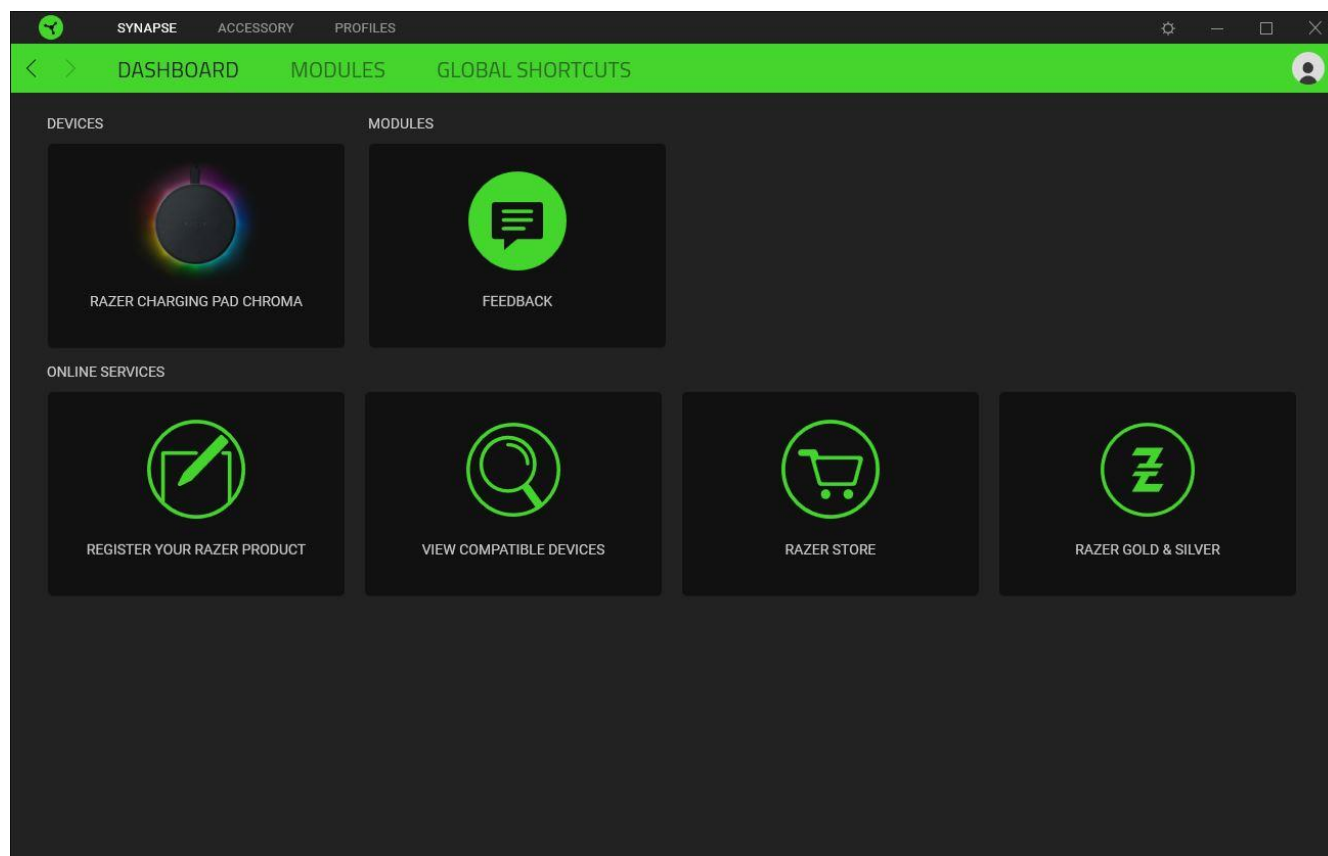 SYNAPSE ACCESSORY PROFILES
DASHBOARD MODULES GLOBAL SHORTCUTS
DEVICES MODULES
RAZER CHARGING PAD CHROMA FEEDBACK
ONLINE SERVICES
REGISTER YOUR RAZER PRODUCT VIEW COMPATIBLE DEVICES RAZER STORE RAZER GOLD & SILVER